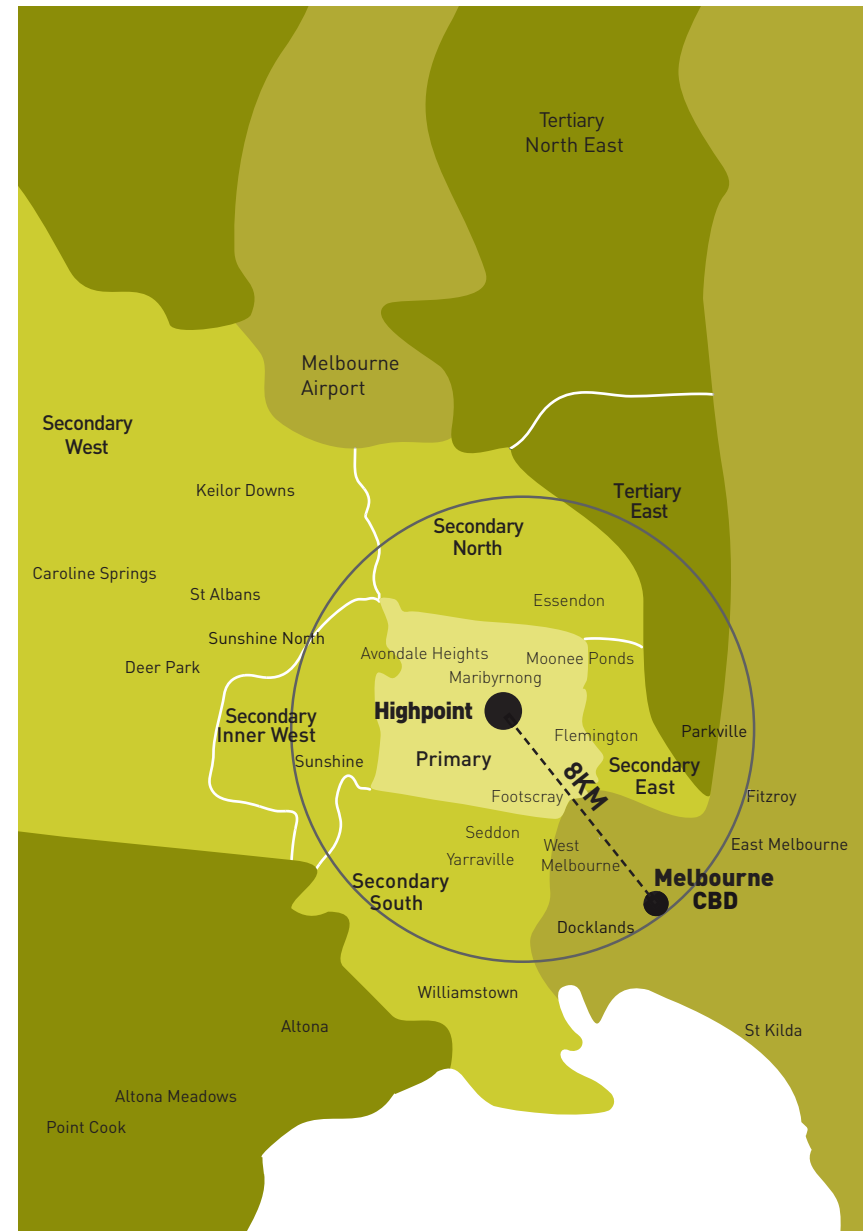 Tertiary
North East
Melbourne
Airport
Secondary
West
Keilor Downs
Tertiary
East
Secondary
North
Caroline Springs
St Albans
Essendon
Sunshine North
Avondale Heights
Moonee Ponds
Deer Park
Maribyrnong
Highpoint
Secondary
Inner West
Flemington
Parkville
Sunshine
Primary
Secondary
East
8KM
Footscray
Fitzroy
Seddon
West
Melbourne
East Melbourne
Yarraville
Secondary
South
Melbourne
CBD
Docklands
Williamstown
Altona
St Kilda
Altona Meadows
Point Cook